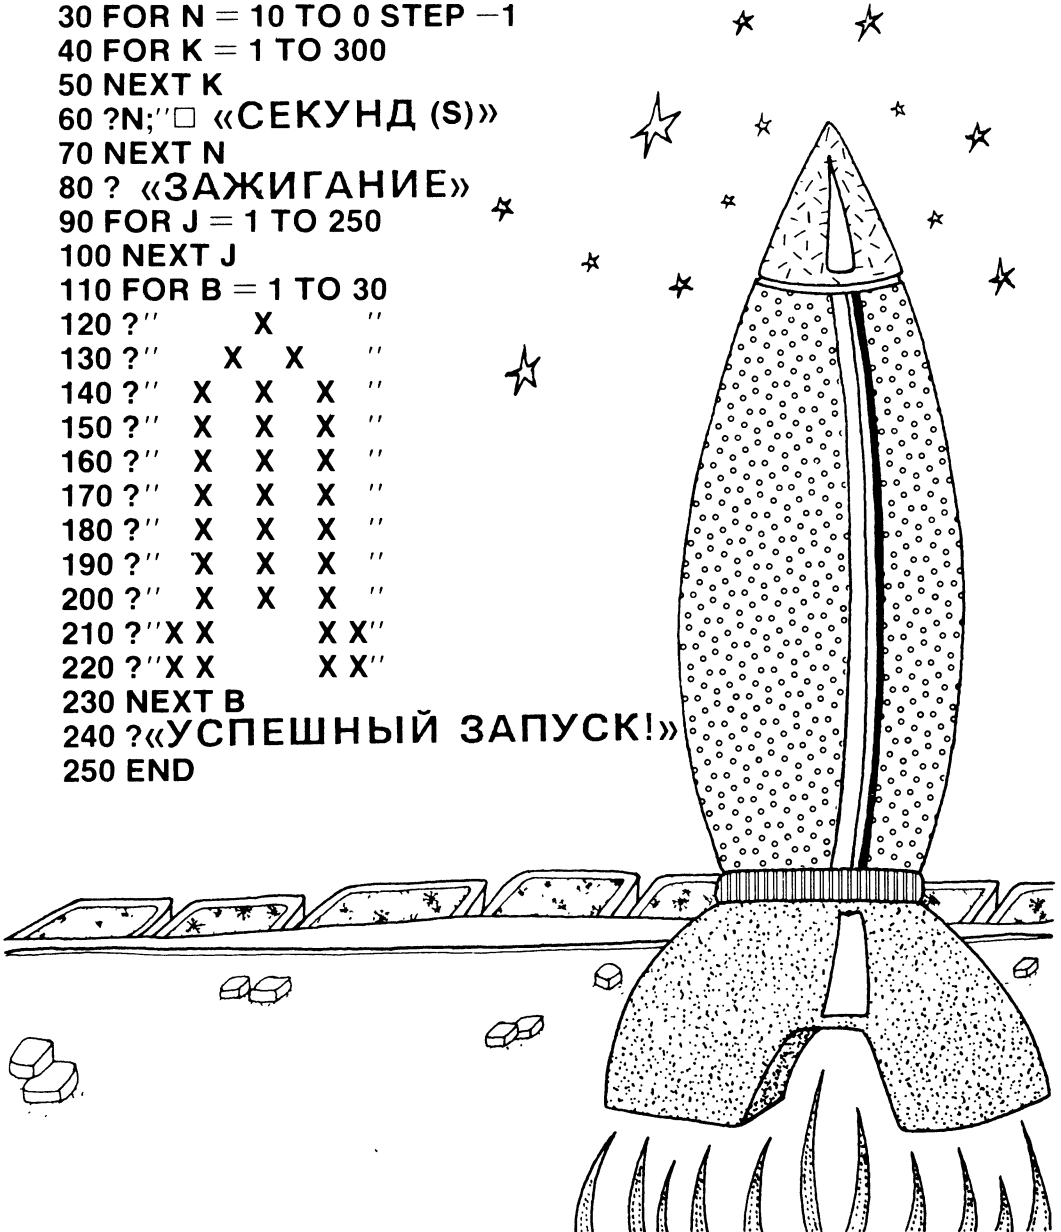 30 FOR N = 10 TO 0 STEP −1
40 FOR K = 1 TO 300
50 NEXT K
60 ?N;"□ «СЕКУНД (S)»
70 NEXT N
80 ? «ЗАЖИГАНИЕ»
90 FOR J = 1 TO 250
100 NEXT J
110 FOR B = 1 TO 30
120 ?"      X      "
130 ?"    X   X    "
140 ?"  X   X   X  "
150 ?"  X   X   X  "
160 ?"  X   X   X  "
170 ?"  X   X   X  "
180 ?"  X   X   X  "
190 ?"  X   X   X  "
200 ?"  X   X   X  "
210 ?"X X       X X"
220 ?"X X       X X"
230 NEXT B
240 ?«УСПЕШНЫЙ ЗАПУСК!»
250 END